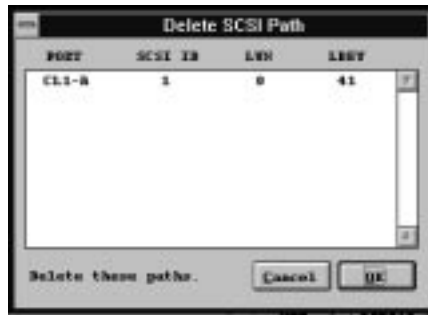 Delete SCSI Path
PORT SCSI ID LUN LDEV
CL1-A 1 0 41
Delete these paths.
Cancel OK